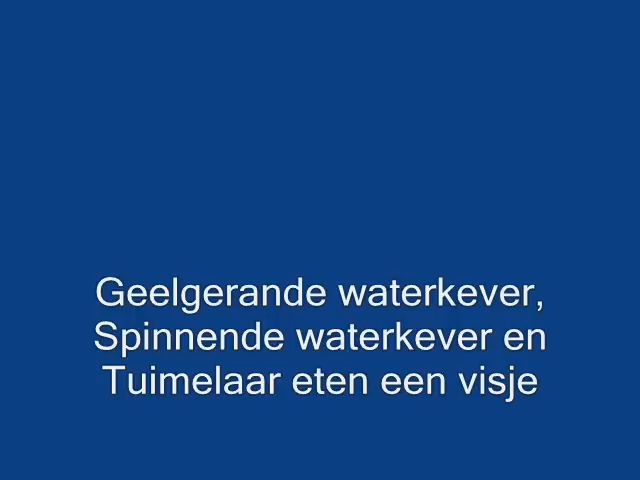 Geelgerande waterkever,
Spinnende waterkever en
Tuimelaar eten een visje